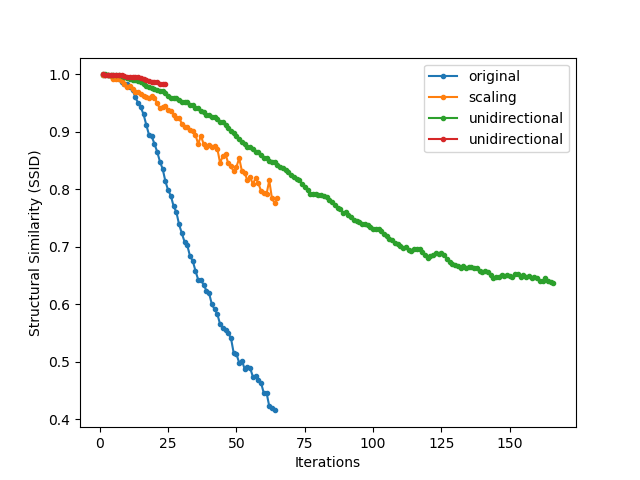 original
scaling
unidirectional
unidirectional
Structural Similarity (SSID)
1.0
0.9
0.8
0.7
0.6
0.5
0.4
0 25 50 75 100 125 150
Iterations